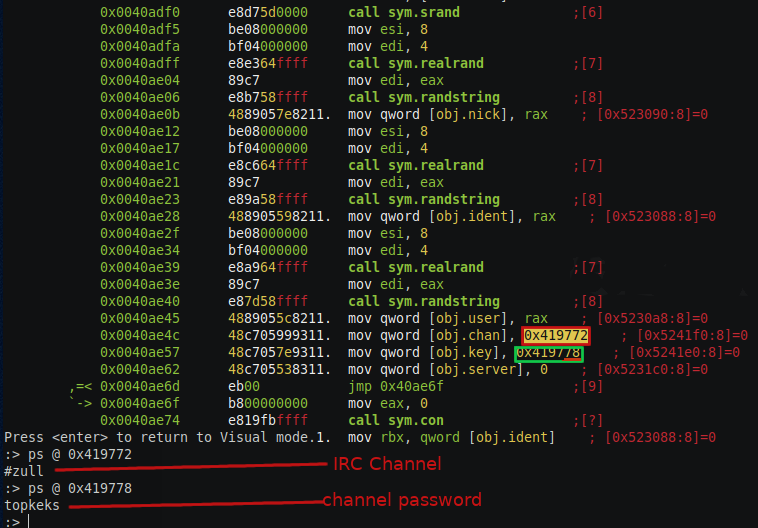 0x0040adf0 e8d75d0000 call sym.srand ;[6]
0x0040adf5 be08000000 mov esi, 8
0x0040adfa bf04000000 mov edi, 4
0x0040adff e8e364ffff call sym.realrand ;[7]
0x0040ae04 89c7 mov edi, eax
0x0040ae06 e8b758ffff call sym.randstring ;[8]
0x0040ae0b 4889057e8211. mov qword [obj.nick], rax ; [0x523090:8]=0
0x0040ae12 be08000000 mov esi, 8
0x0040ae17 bf04000000 mov edi, 4
0x0040ae1c e8c664ffff call sym.realrand ;[7]
0x0040ae21 89c7 mov edi, eax
0x0040ae23 e89a58ffff call sym.randstring ;[8]
0x0040ae28 488905598211. mov qword [obj.ident], rax ; [0x523088:8]=0
0x0040ae2f be08000000 mov esi, 8
0x0040ae34 bf04000000 mov edi, 4
0x0040ae39 e8a964ffff call sym.realrand ;[7]
0x0040ae3e 89c7 mov edi, eax
0x0040ae40 e87d58ffff call sym.randstring ;[8]
0x0040ae45 4889055c8211. mov qword [obj.user], rax ; [0x5230a8:8]=0
0x0040ae4c 48c705999311. mov qword [obj.chan], 0x419772 ; [0x5241f0:8]=0
0x0040ae57 48c7057e9311. mov qword [obj.key], 0x419778 ; [0x5241e0:8]=0
0x0040ae62 48c705538311. mov qword [obj.server], 0 ; [0x5231c0:8]=0
,=< 0x0040ae6d eb00 jmp 0x40ae6f ;[9]
`-> 0x0040ae6f b800000000 mov eax, 0
0x0040ae74 e819fbffff call sym.con ;[?]
Press <enter> to return to Visual mode.1. mov rbx, qword [obj.ident] ; [0x523088:8]=0
:> ps @ 0x419772
#zull IRC Channel
:> ps @ 0x419778
topkeks channel password
:>